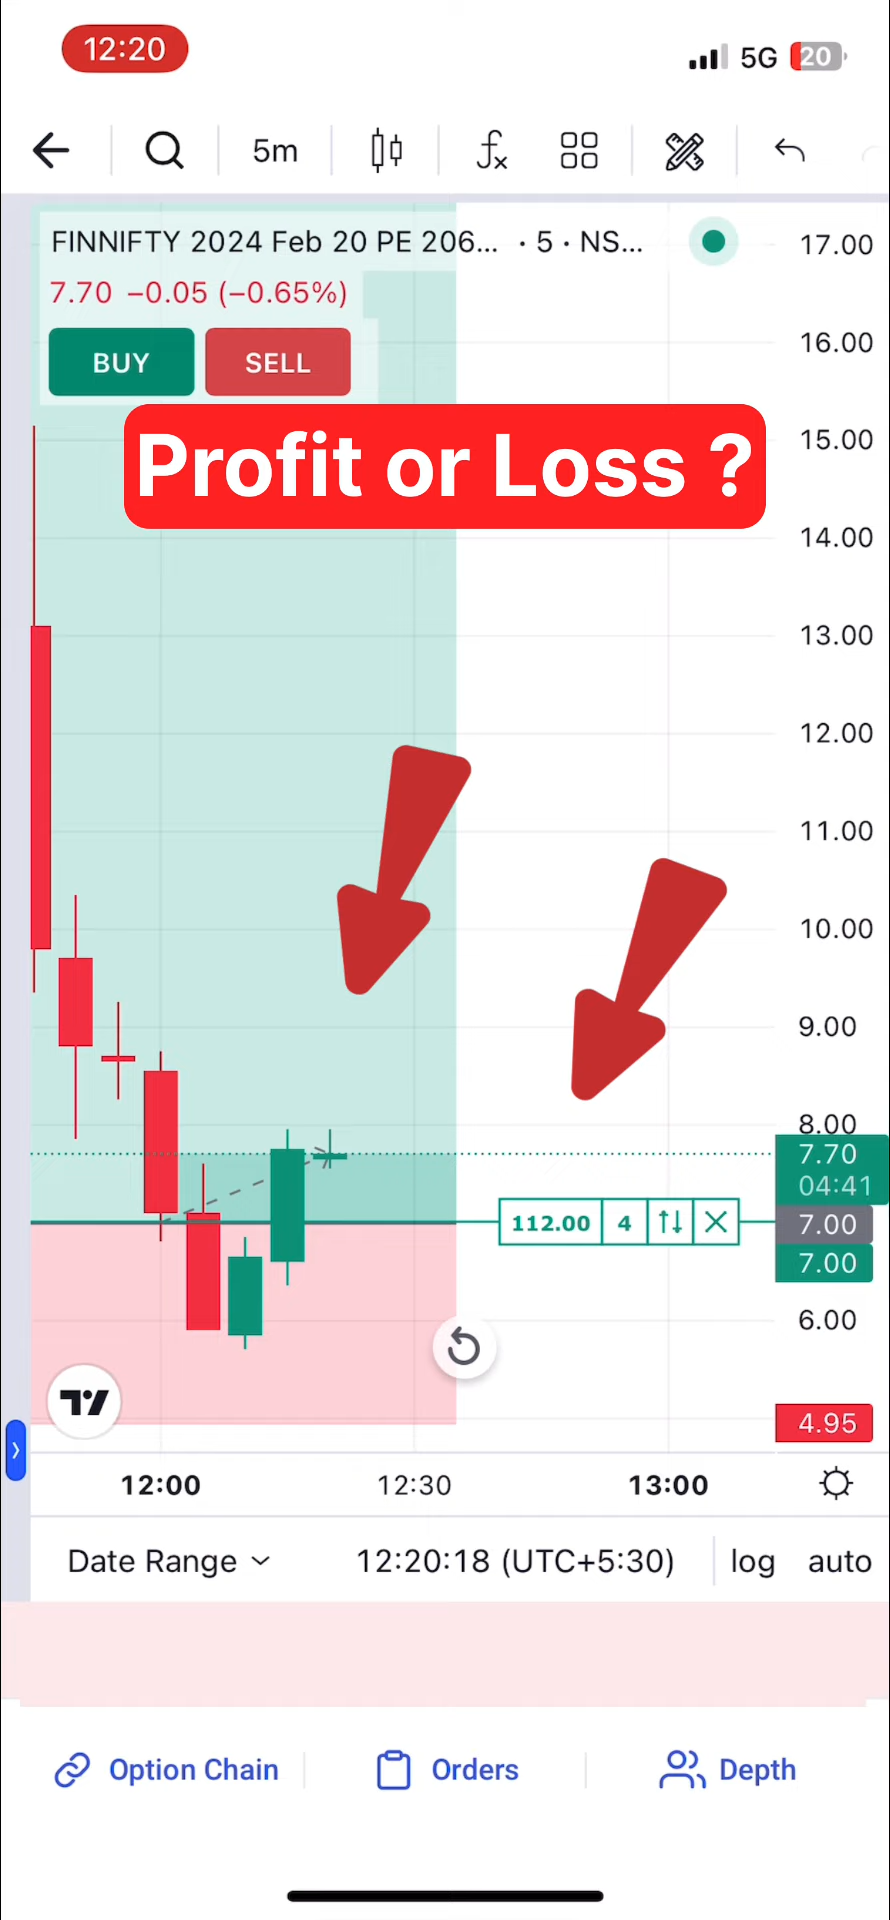 12:20
5G 20
5m
FINNIFTY 2024 Feb 20 PE 206... · 5 · NS...
7.70 −0.05 (−0.65%)
BUY SELL
Profit or Loss ?
17.00
16.00
15.00
14.00
13.00
12.00
11.00
10.00
9.00
8.00
7.70
04:41
112.00 4
7.00
7.00
6.00
4.95
12:00 12:30 13:00
Date Range 12:20:18 (UTC+5:30) log auto
Option Chain Orders Depth